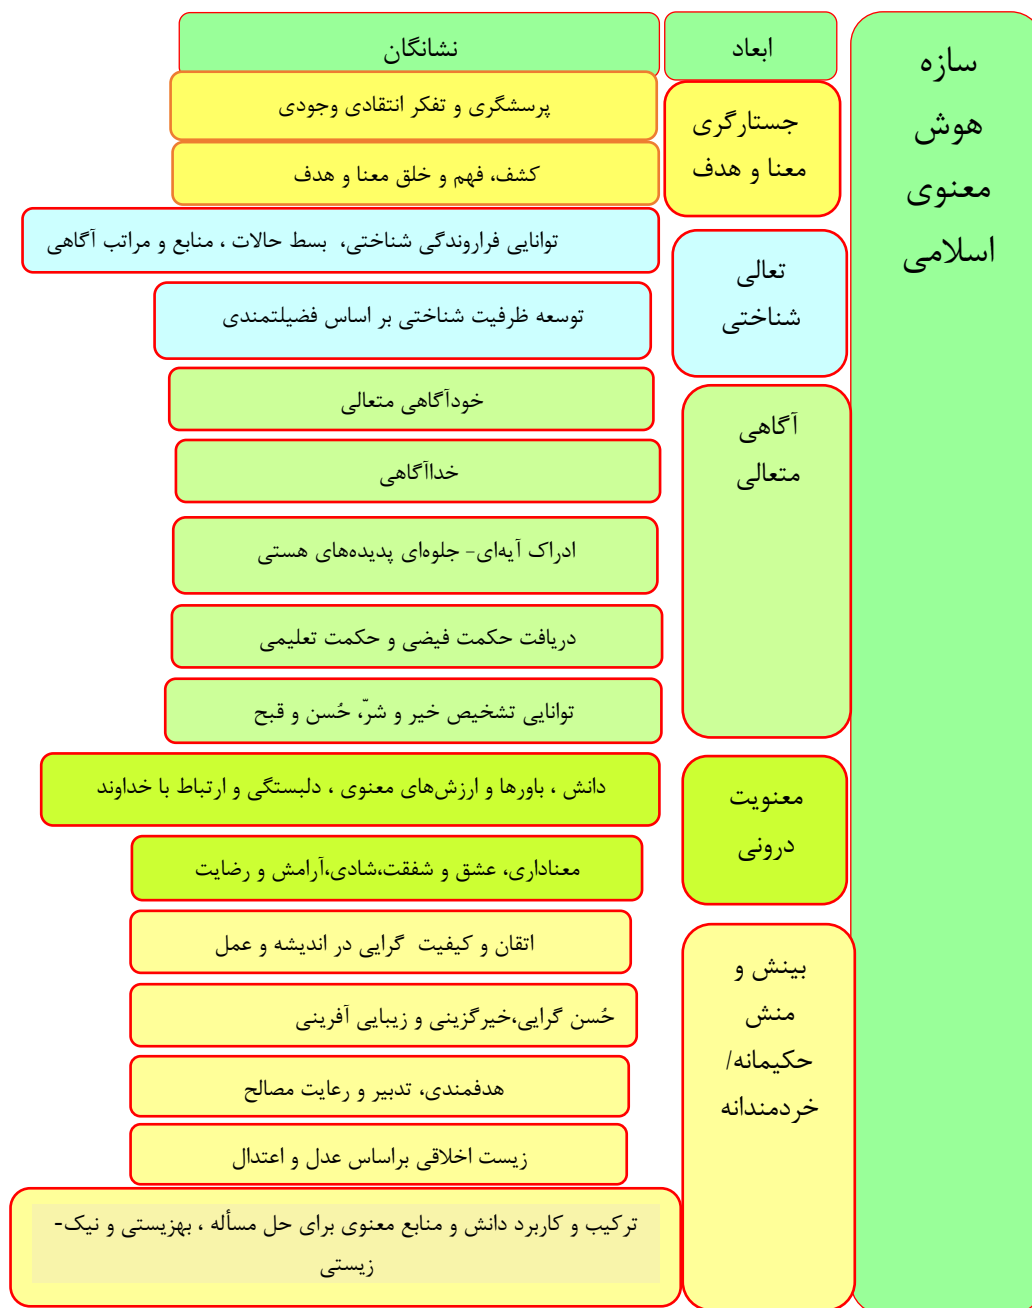 سازه
هوش
معنوی
اسلامی
ابعاد
نشانگان
جستارگری
معنا و هدف
پرسشگری و تفکر انتقادی وجودی
کشف، فهم و خلق معنا و هدف
تعالی
شناختی
توانایی فراروندگی شناختی، بسط حالات ، منابع و مراتب آگاهی
توسعه ظرفیت شناختی بر اساس فضیلتمندی
آگاهی
متعالی
خودآگاهی متعالی
خداآگاهی
ادراک آیه‌ای- جلوه‌ای پدیده‌های هستی
دریافت حکمت فیضی و حکمت تعلیمی
توانایی تشخیص خیر و شرّ، حُسن و قبح
معنویت
درونی
دانش ، باورها و ارزش‌های معنوی ، دلبستگی و ارتباط با خداوند
معناداری، عشق و شفقت،شادی،آرامش و رضایت
بینش و
منش
حکیمانه/
خردمندانه
اتقان و کیفیت گرایی در اندیشه و عمل
حُسن گرایی،خیرگزینی و زیبایی آفرینی
هدفمندی، تدبیر و رعایت مصالح
زیست اخلاقی براساس عدل و اعتدال
ترکیب و کاربرد دانش و منابع معنوی برای حل مسأله ، بهزیستی و نیک-
زیستی